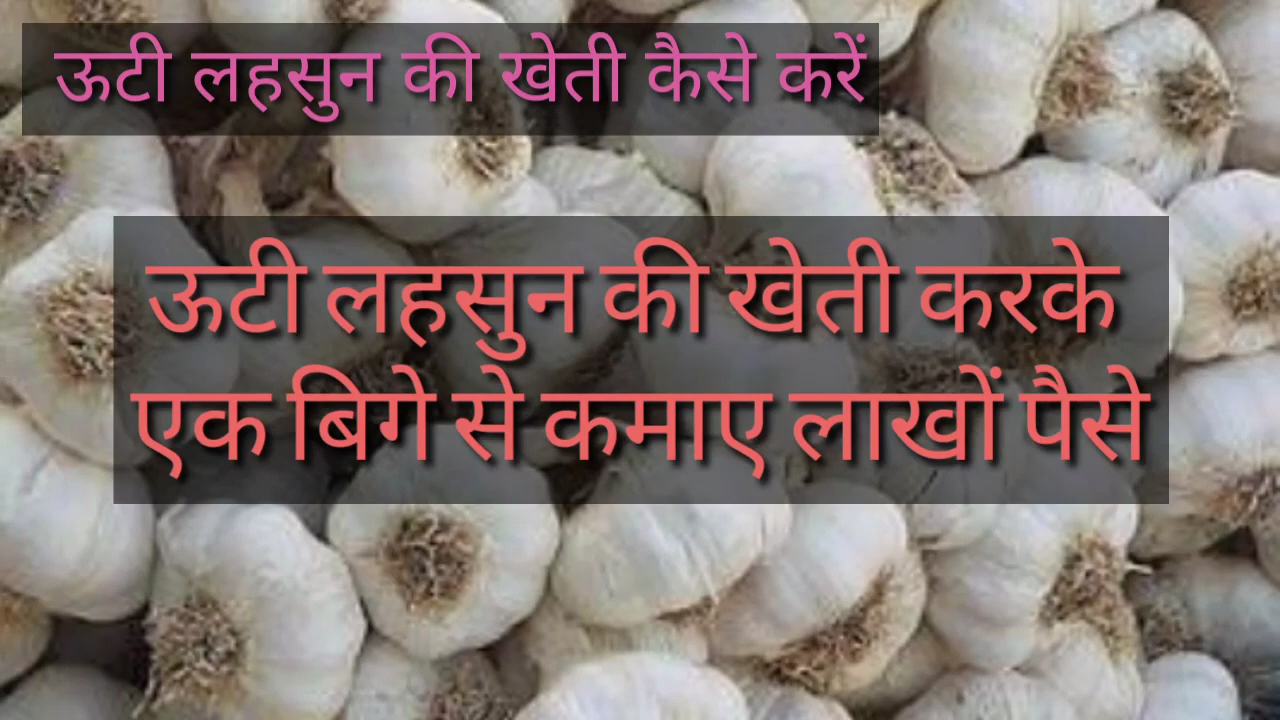 ऊटी लहसुन की खेती कैसे करें
ऊटी लहसुन की खेती करके
एक बिगे से कमाए लाखों पैसे